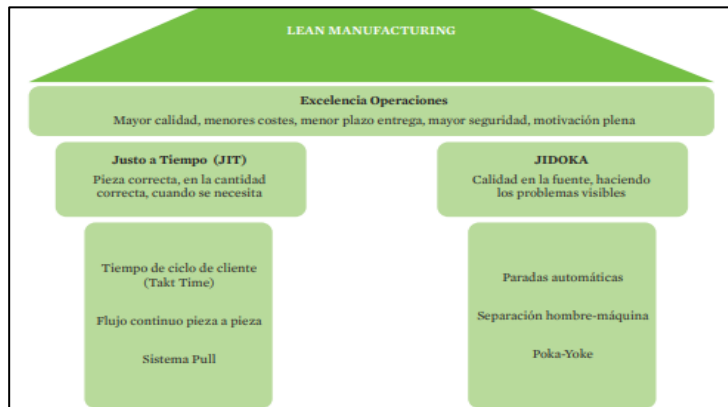 LEAN MANUFACTURING
Excelencia Operaciones
Mayor calidad, menores costes, menor plazo entrega, mayor seguridad, motivación plena
Justo a Tiempo (JIT)
Pieza correcta, en la cantidad
correcta, cuando se necesita
JIDOKA
Calidad en la fuente, haciendo
los problemas visibles
Tiempo de ciclo de cliente
(Takt Time)
Flujo continuo pieza a pieza
Sistema Pull
Paradas automáticas
Separación hombre-máquina
Poka-Yoke